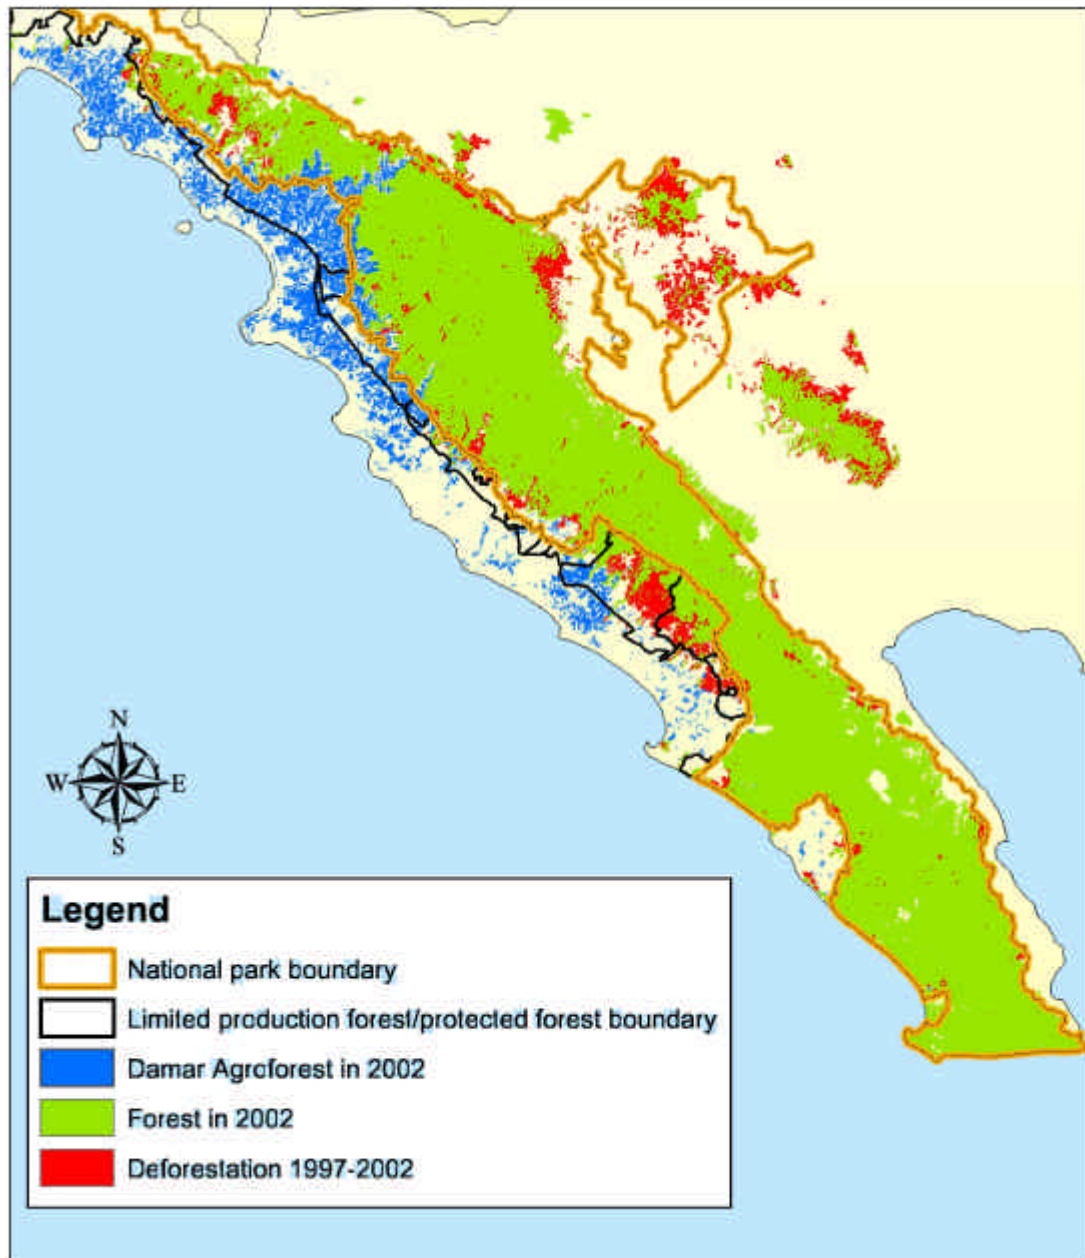 N
W E
S
Legend
National park boundary
Limited production forest/protected forest boundary
Damar Agroforest in 2002
Forest in 2002
Deforestation 1997-2002